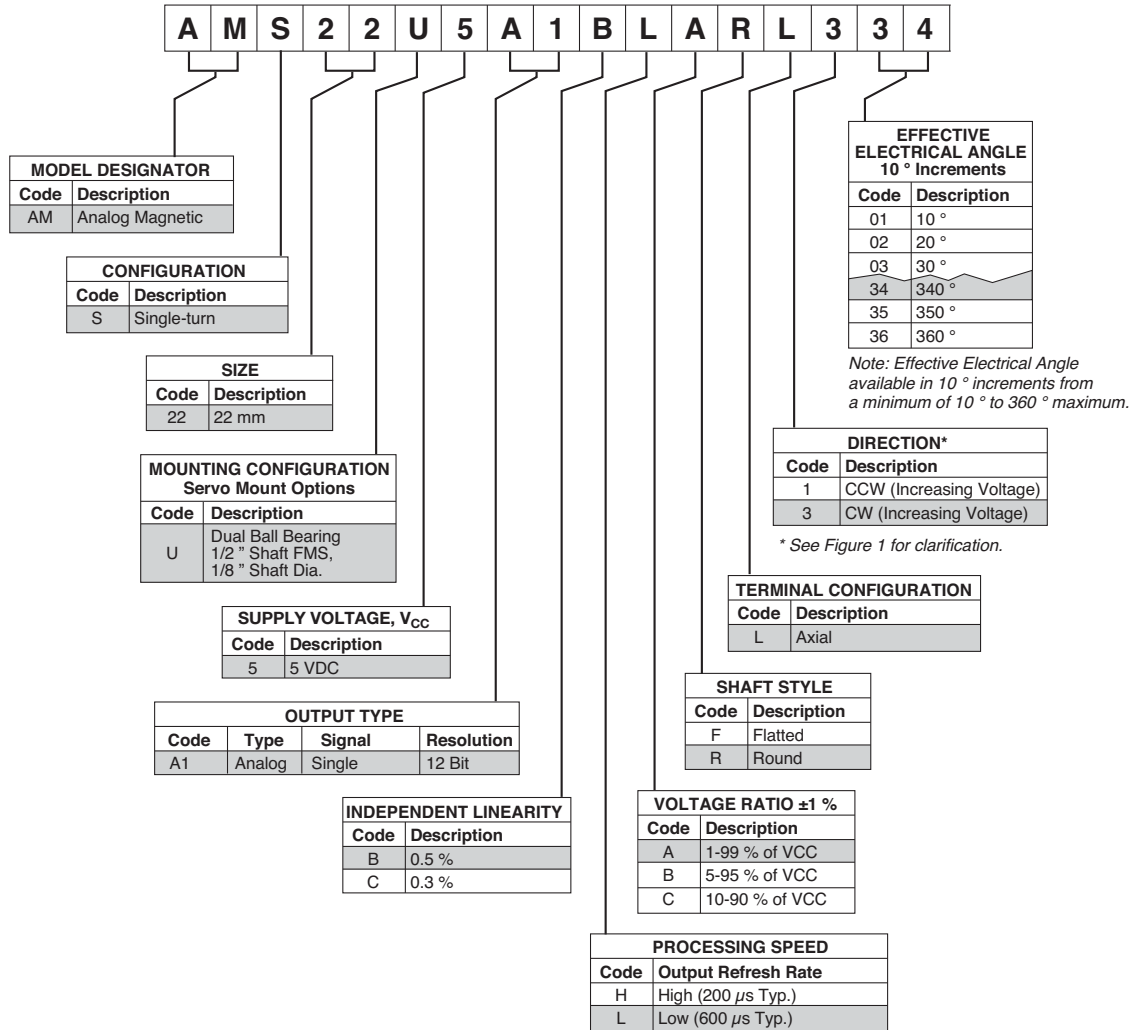 A M S 2 2 U 5 A 1 B L A R L 3 3 4
MODEL DESIGNATOR
Code Description
AM Analog Magnetic
CONFIGURATION
Code Description
S Single-turn
SIZE
Code Description
22 22 mm
MOUNTING CONFIGURATION
Servo Mount Options
Code Description
U Dual Ball Bearing
1/2 " Shaft FMS,
1/8 " Shaft Dia.
SUPPLY VOLTAGE, VCC
Code Description
5 5 VDC
OUTPUT TYPE
Code Type Signal Resolution
A1 Analog Single 12 Bit
INDEPENDENT LINEARITY
Code Description
B 0.5 %
C 0.3 %
PROCESSING SPEED
Code Output Refresh Rate
H High (200 µs Typ.)
L Low (600 µs Typ.)
VOLTAGE RATIO ±1 %
Code Description
A 1-99 % of VCC
B 5-95 % of VCC
C 10-90 % of VCC
SHAFT STYLE
Code Description
F Flatted
R Round
TERMINAL CONFIGURATION
Code Description
L Axial
DIRECTION*
Code Description
1 CCW (Increasing Voltage)
3 CW (Increasing Voltage)
* See Figure 1 for clarification.
EFFECTIVE
ELECTRICAL ANGLE
10 ° Increments
Code Description
01 10 °
02 20 °
03 30 °
34 340 °
35 350 °
36 360 °
Note: Effective Electrical Angle
available in 10 ° increments from
a minimum of 10 ° to 360 ° maximum.